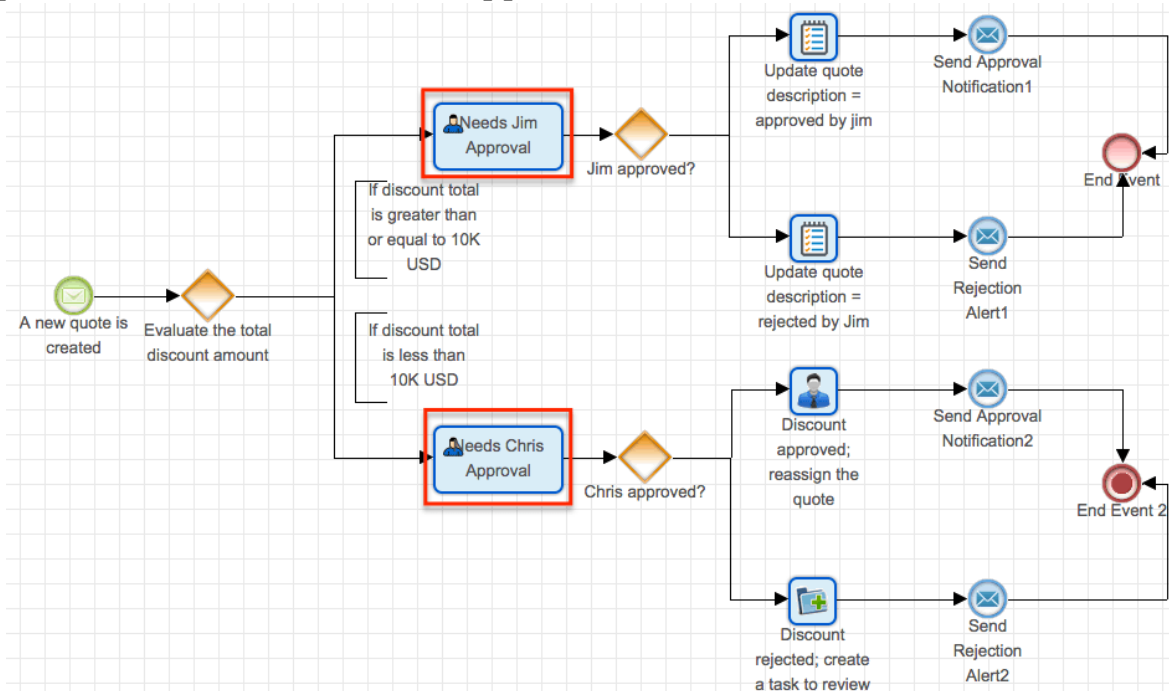 A new quote is
created
Evaluate the total
discount amount
Needs Jim
Approval
If discount total
is greater than
or equal to 10K
USD
If discount total
is less than
10K USD
Needs Chris
Approval
Jim approved?
Chris approved?
Update quote
description =
approved by jim
Send Approval
Notification1
End Event
Update quote
description =
rejected by Jim
Send
Rejection
Alert1
Discount
approved;
reassign the
quote
Send Approval
Notification2
End Event 2
Discount
rejected; create
a task to review
Send
Rejection
Alert2